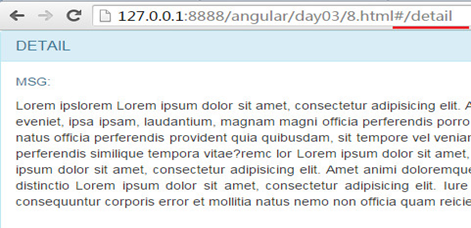 127.0.0.1:8888/angular/day03/8.html#/detail
DETAIL
MSG:
Lorem ipslorem Lorem ipsum dolor sit amet, consectetur adipisicing elit. A
eveniet, ipsa ipsam, laudantium, magnam magni officia perferendis porro
natus officia perferendis provident quia quibusdam, sit tempore vel venian
perferendis similique tempora vitae?remc lor Lorem ipsum dolor sit amet,
ipsum dolor sit amet, consectetur adipisicing elit. Amet animi doloremque
distinctio Lorem ipsum dolor sit amet, consectetur adipisicing elit. Iure
consequuntur corporis error et mollitia natus nemo non officia quam reicie